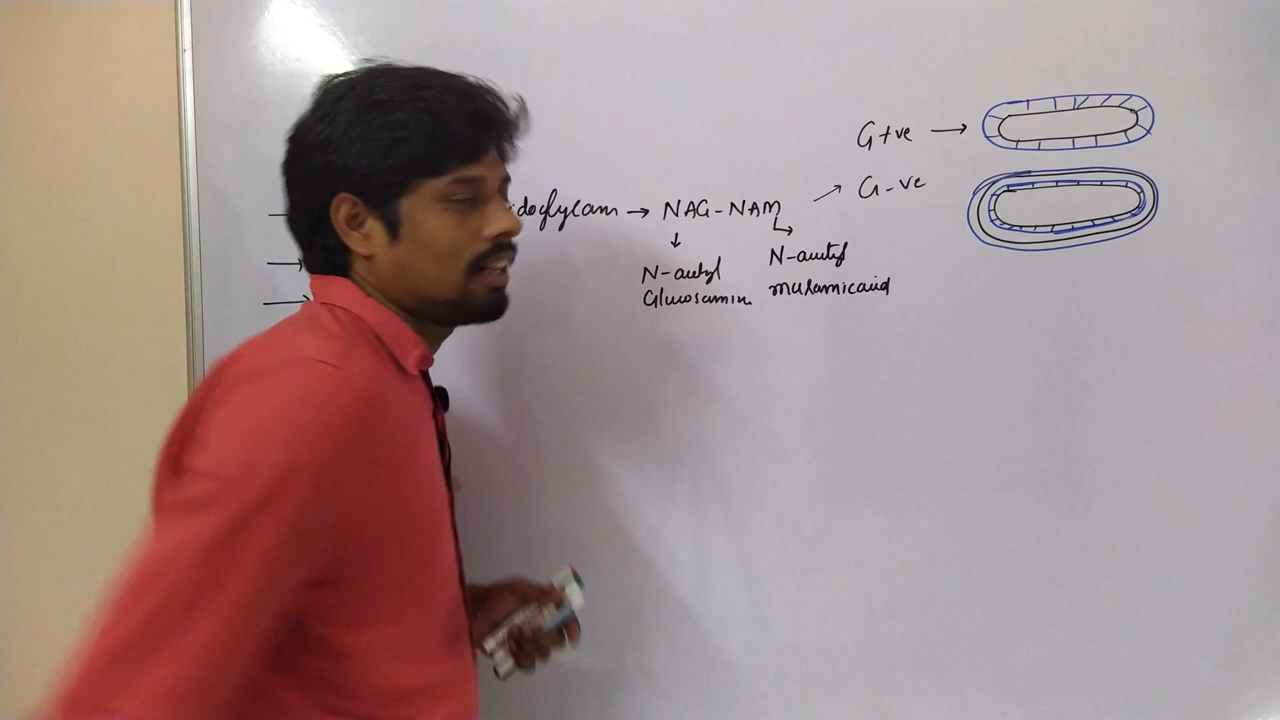 G+ve →
G-ve
idoglycan → NAG-NAM
N-acetyl
Glucosamin
N-acetyl
muramicacid